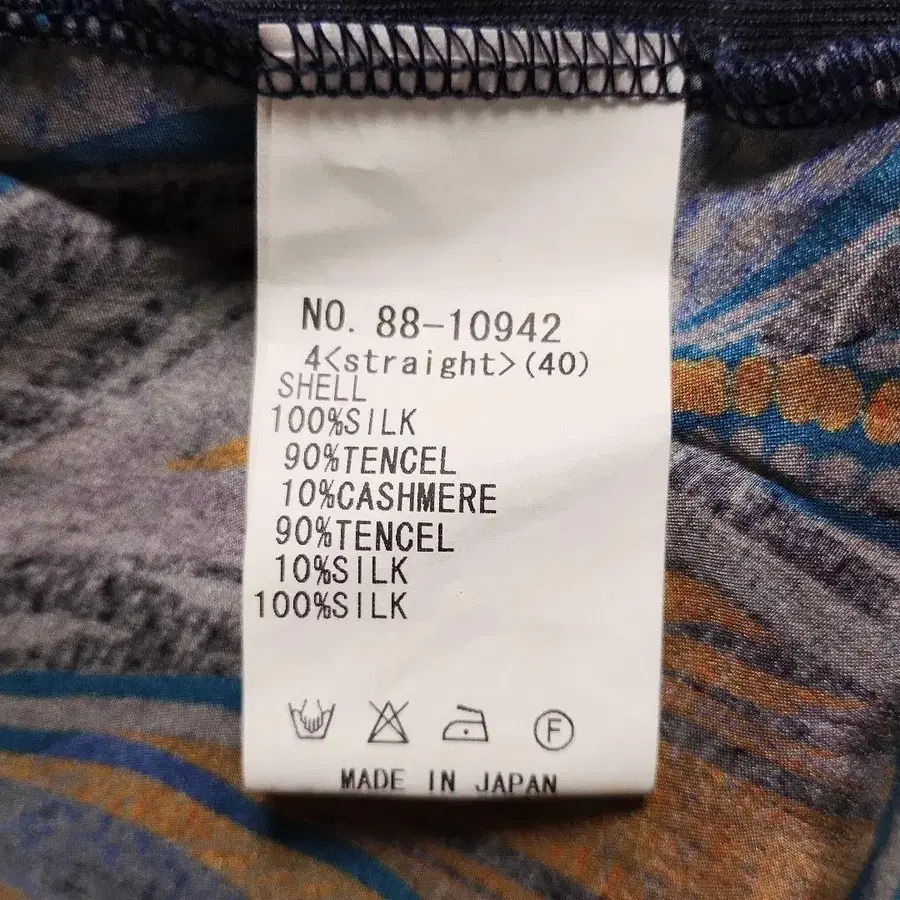 NO. 88-10942
4<straight>(40)
SHELL
100%SILK
90%TENCEL
10%CASHMERE
90%TENCEL
10%SILK
100%SILK
F
MADE IN JAPAN